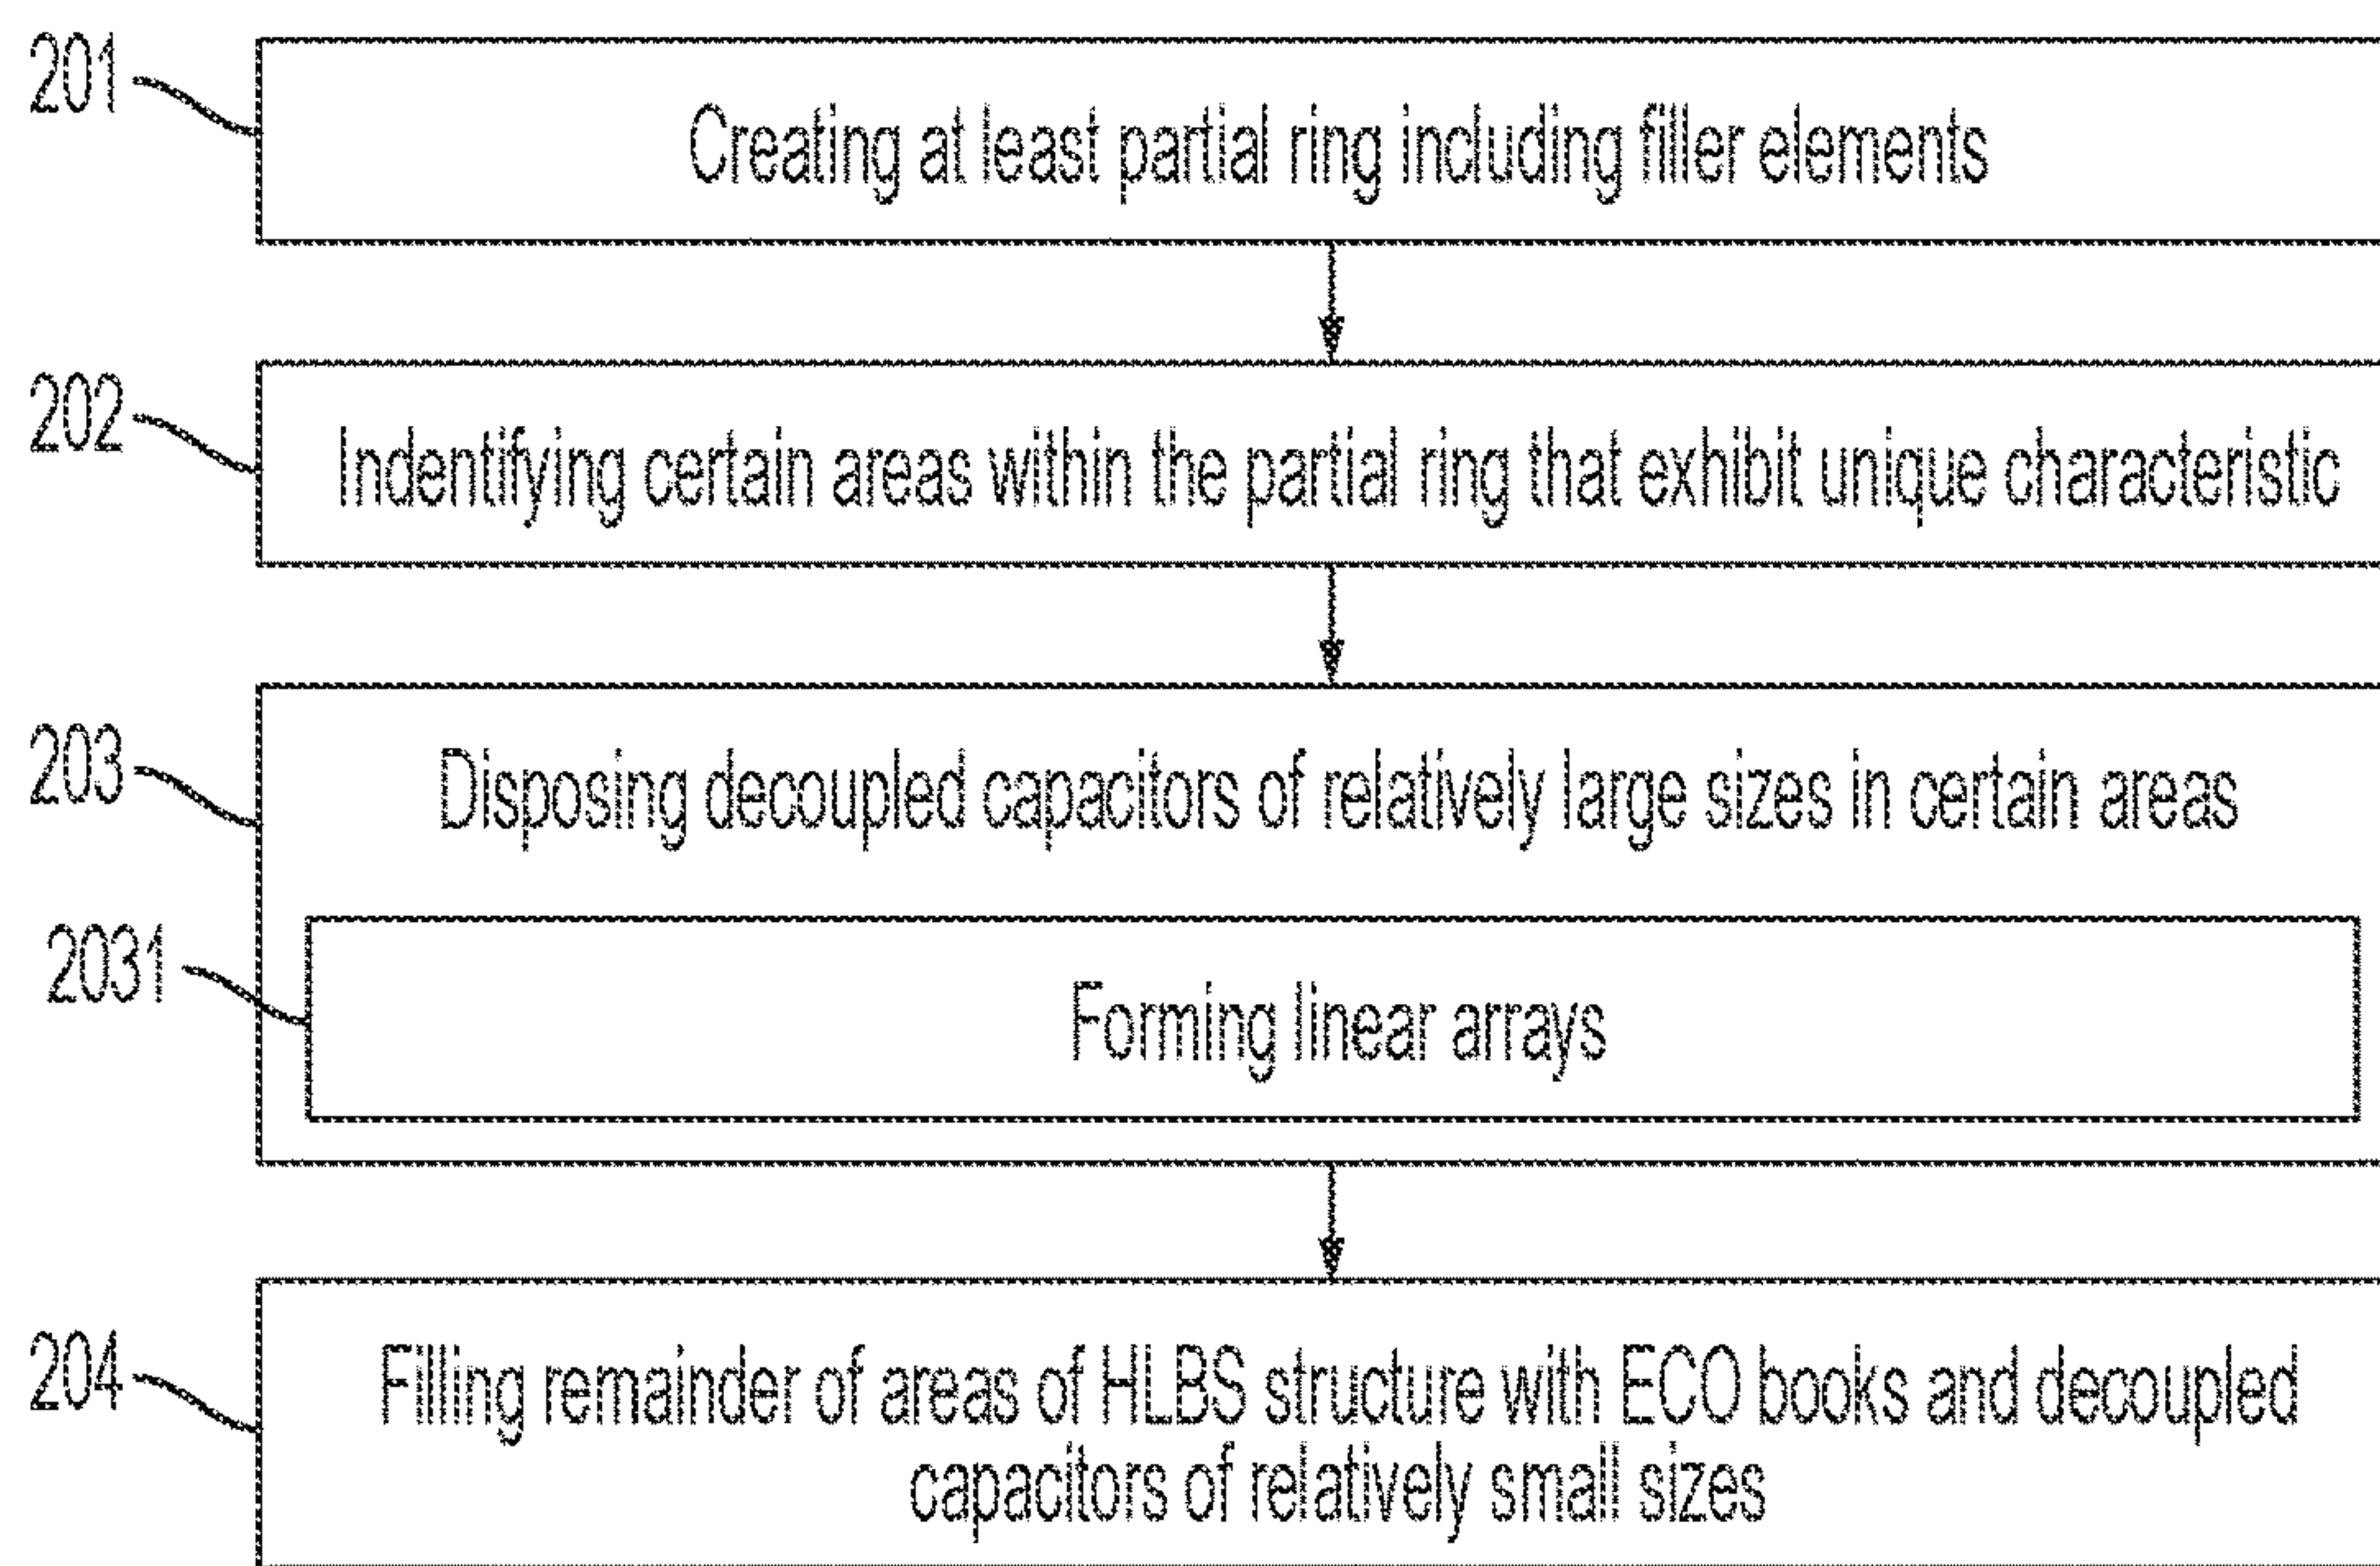 201
Creating at least partial ring including filler elements
202
Indentifying certain areas within the partial ring that exhibit unique characteristic
203
Disposing decoupled capacitors of relatively large sizes in certain areas
2031
Forming linear arrays
204
Filling remainder of areas of HLBS structure with ECO books and decoupled
capacitors of relatively small sizes